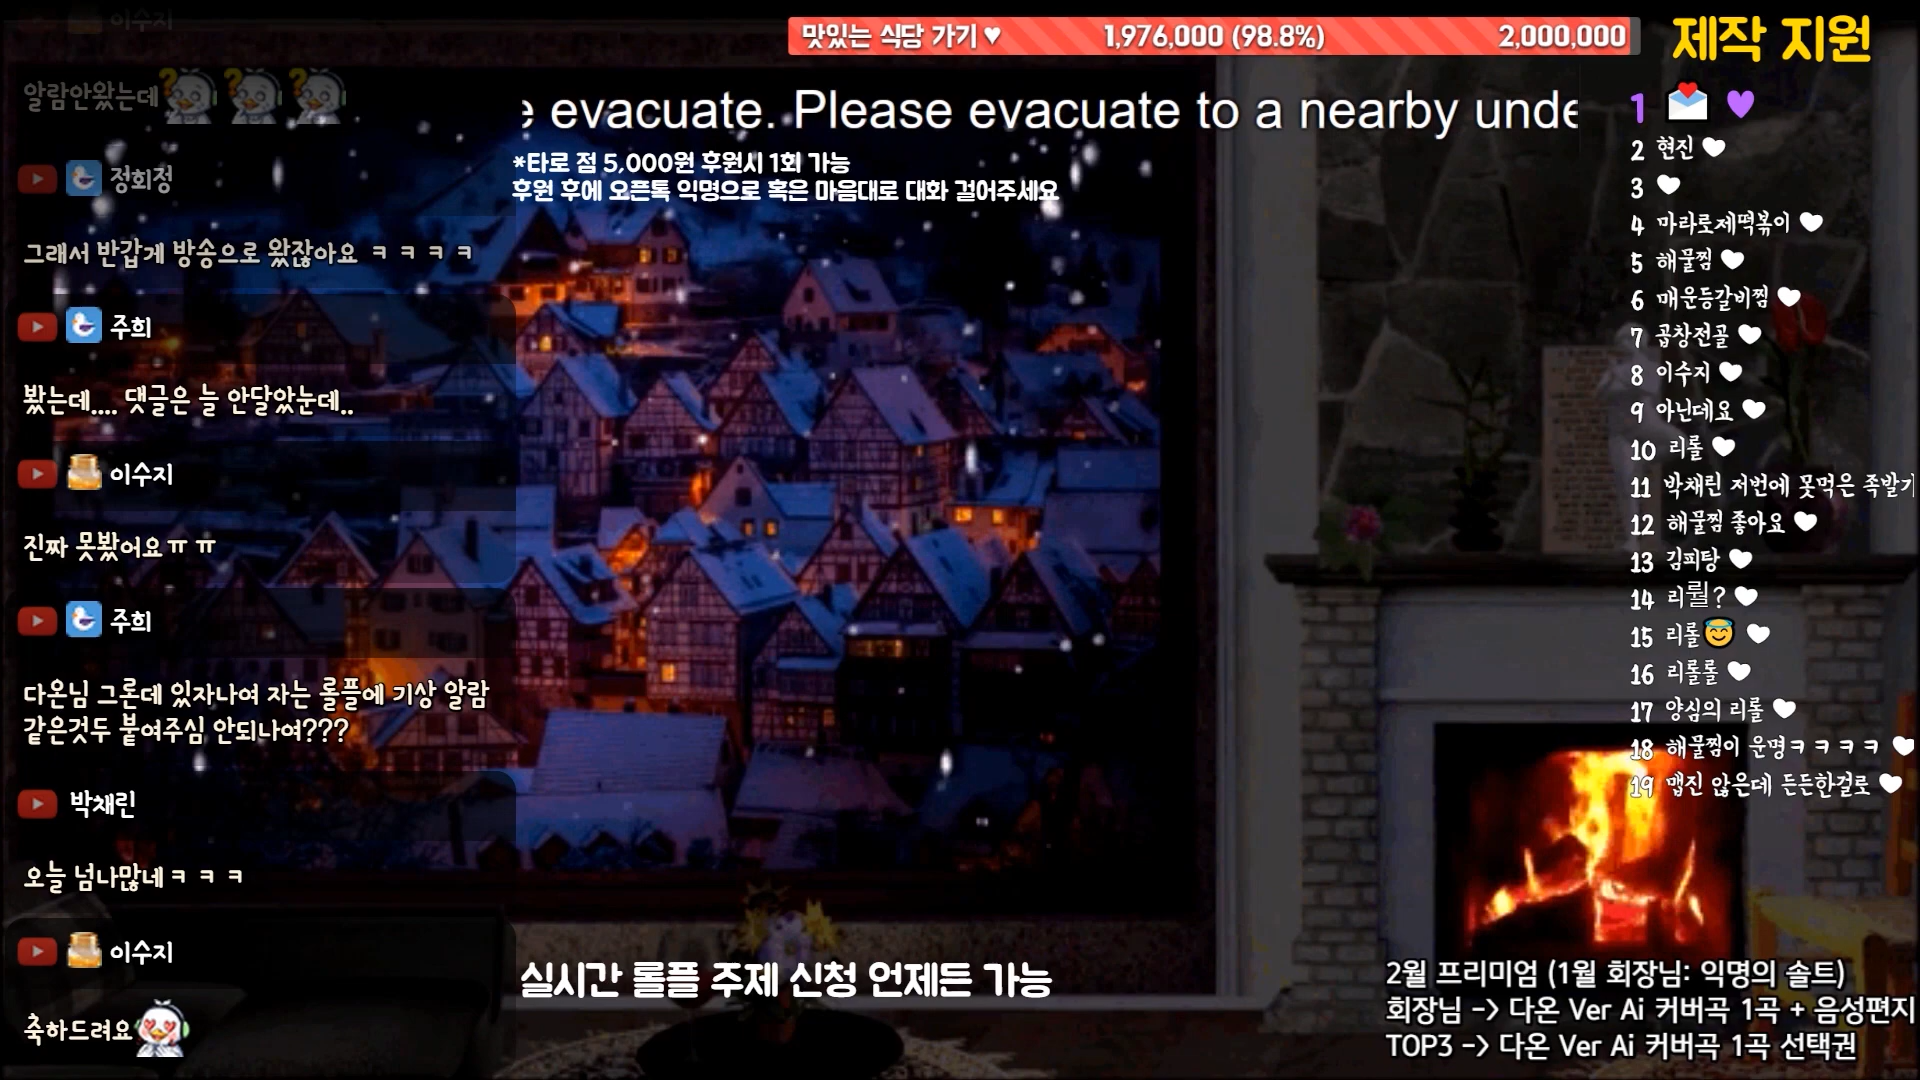 이수지
맛있는 식당 가기 ♥ 1,976,000 (98.8%) 2,000,000
제작 지원
알람안왔는데
evacuate. Please evacuate to a nearby
*타로 점 5,000원 후원시 1회 가능
후원 후에 오픈톡 익명으로 혹은 마음대로 대화 걸어주세요
정회정
그래서 반갑게 방송으로 왔잖아요 ㅋ ㅋ ㅋ ㅋ
주희
봤는데.... 댓글은 늘 안달았눈데..
이수지
진짜 못봤어요ㅠㅠ
주희
다온님 그론데 있자나여 자는 롤플에 기상 알람
같은것두 붙여주심 안되나여???
박채린
오늘 넘나많네ㅋ ㅋ ㅋ
이수지
축하드려요
1 💌 💜
2 현진 🤍
3 🤍
4 마라로제떡볶이 🤍
5 해물찜 🤍
6 매운등갈비찜 🤍
7 곱창전골 🤍
8 이수지 🤍
9 아닌데요 🤍
10 리롤 🤍
11 박채린 저번에 못먹은 족발
12 해물찜 좋아요 🤍
13 김피탕 🤍
14 리뤌? 🤍
15 리롤😇 🤍
16 리롤롤 🤍
17 양심의 리롤 🤍
18 해물찜이 운명ㅋㅋㅋㅋ 🤍
19 맵진 않은데 든든한걸로 🤍
실시간 롤플 주제 신청 언제든 가능
2월 프리미엄 (1월 회장님: 익명의 솔트)
회장님 -> 다온 Ver Ai 커버곡 1곡 + 음성편지
TOP3 -> 다온 Ver Ai 커버곡 1곡 선택권